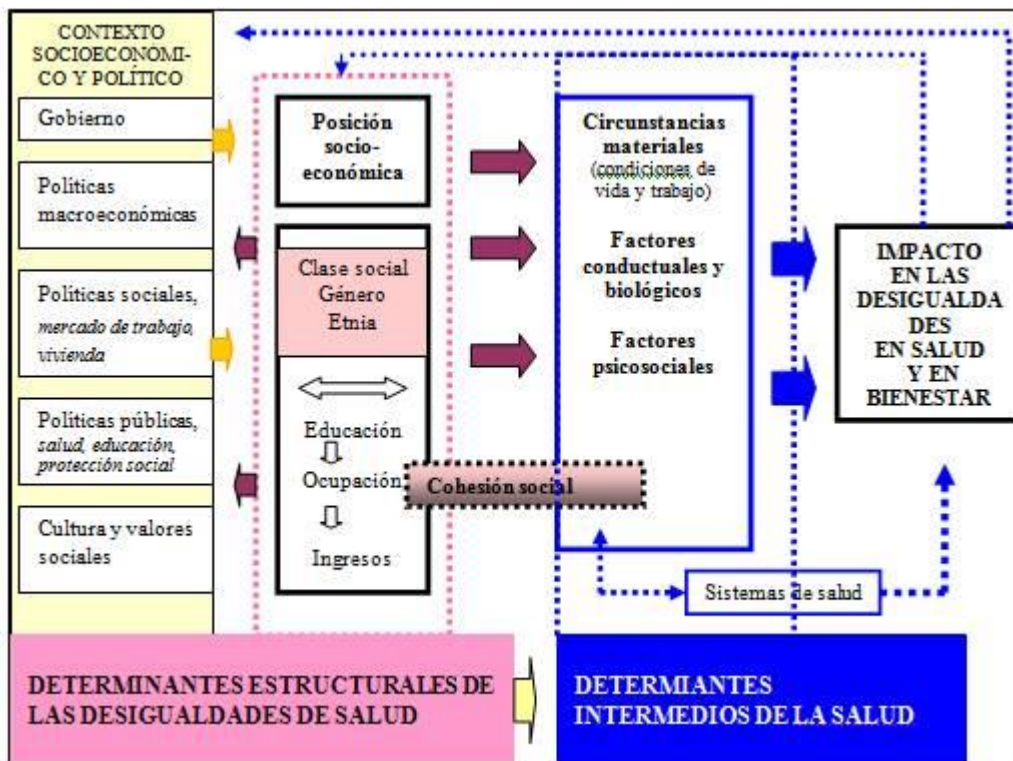 CONTEXTO
SOCIOECONÓMI-
CO Y POLÍTICO
Gobierno
Políticas
macroeconómicas
Políticas sociales,
mercado de trabajo,
vivienda
Políticas públicas,
salud, educación,
protección social
Cultura y valores
sociales
Posición
socio-
económica
Clase social
Género
Etnia
Educación
Ocupación
Ingresos
Cohesión social
Circunstancias
materiales
(condiciones de
vida y trabajo)
Factores
conductuales y
biológicos
Factores
psicosociales
Sistemas de salud
IMPACTO
EN LAS
DESIGUALDA
DES
EN SALUD
Y EN
BIENESTAR
DETERMINANTES ESTRUCTURALES DE
LAS DESIGUALDADES DE SALUD
DETERMIANTES
INTERMEDIOS DE LA SALUD